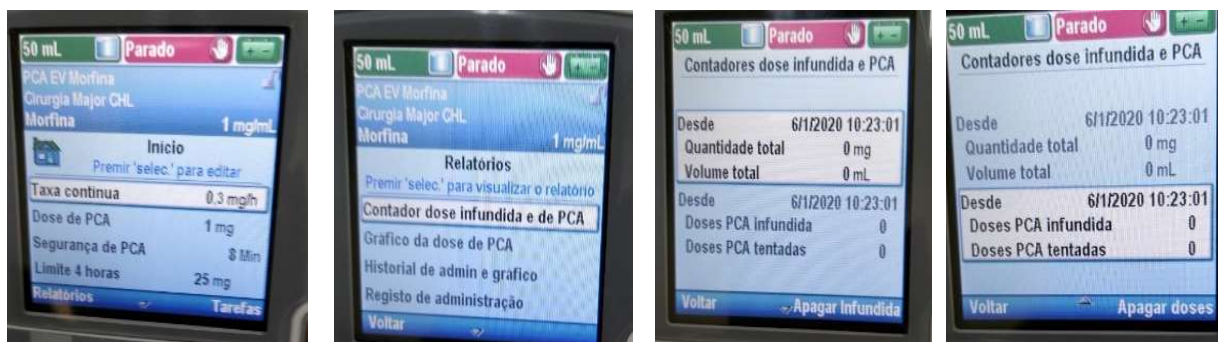 50 mL Parado
PCA EV Morfina
Cirurgia Major CHL
Morfina 1 mg/mL
Início
Premir 'selec.' para editar
Taxa contínua 0,3 mg/h
Dose de PCA 1 mg
Segurança de PCA 8 Min
Limite 4 horas 25 mg
Relatórios Tarefas
50 mL Parado
PCA EV Morfina
Cirurgia Major CHL
Morfina 1 mg/mL
Relatórios
Premir 'selec.' para visualizar o relatório
Contador dose infundida e de PCA
Gráfico da dose de PCA
Historial de admin e gráfico
Registo de administração
Voltar
50 mL Parado
Contadores dose infundida e PCA
Desde 6/1/2020 10:23:01
Quantidade total 0 mg
Volume total 0 mL
Desde 6/1/2020 10:23:01
Doses PCA infundida 0
Doses PCA tentadas 0
Voltar Apagar Infundida
50 mL Parado
Contadores dose infundida e PCA
Desde 6/1/2020 10:23:01
Quantidade total 0 mg
Volume total 0 mL
Desde 6/1/2020 10:23:01
Doses PCA infundida 0
Doses PCA tentadas 0
Voltar Apagar doses